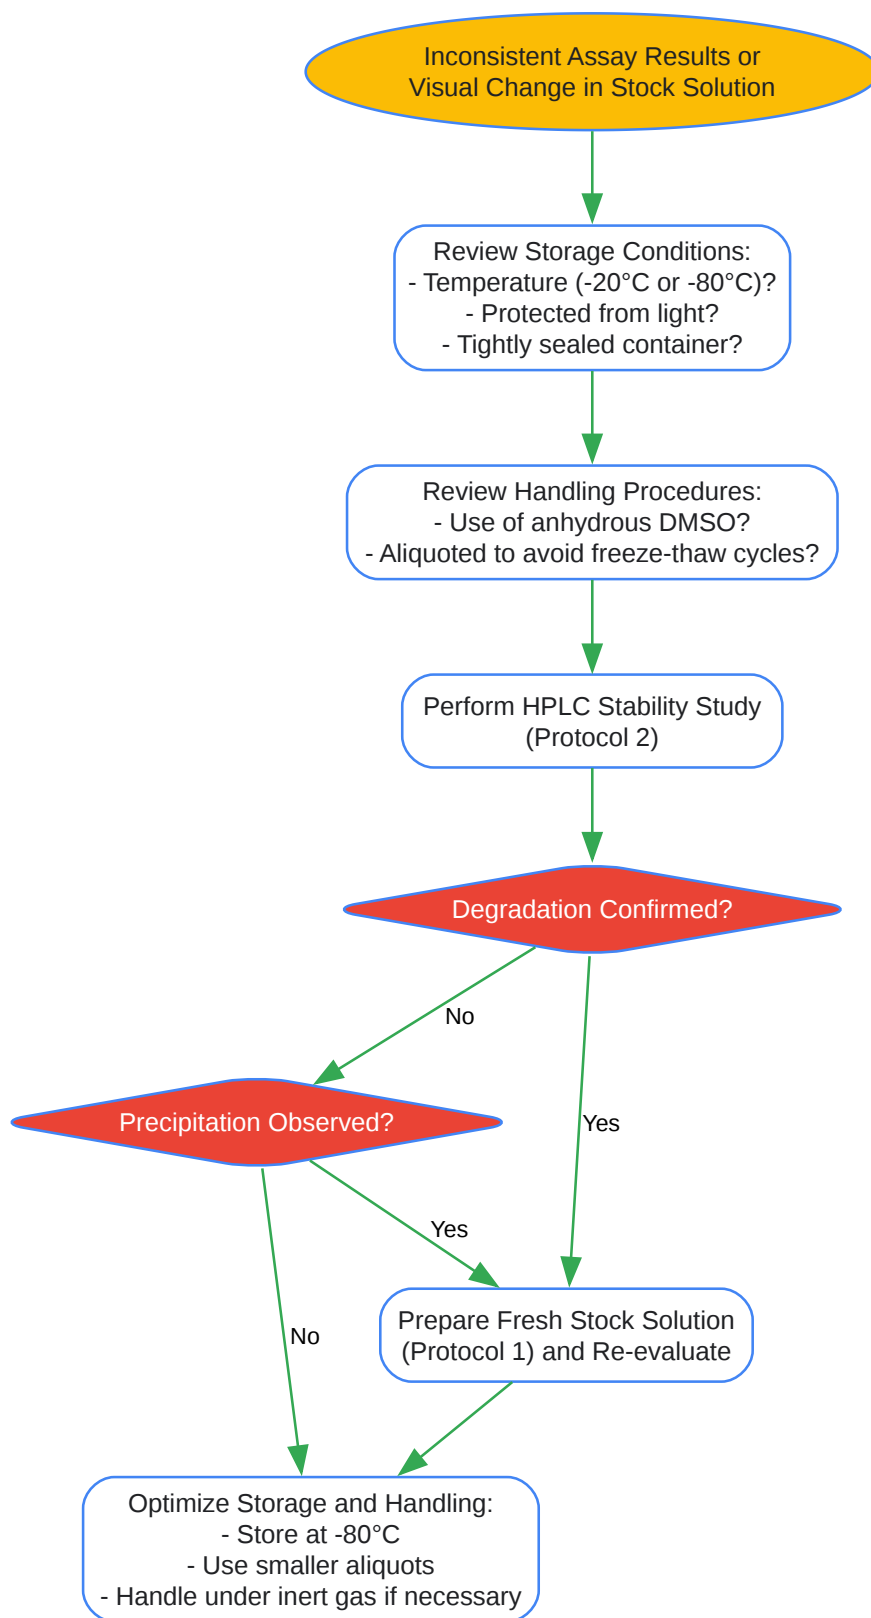 Inconsistent Assay Results or
Visual Change in Stock Solution
Review Storage Conditions:
- Temperature (-20°C or -80°C)?
- Protected from light?
- Tightly sealed container?
Review Handling Procedures:
- Use of anhydrous DMSO?
- Aliquoted to avoid freeze-thaw cycles?
Perform HPLC Stability Study
(Protocol 2)
Degradation Confirmed?
No
Precipitation Observed?
Yes
Yes
No
Prepare Fresh Stock Solution
(Protocol 1) and Re-evaluate
Optimize Storage and Handling:
- Store at -80°C
- Use smaller aliquots
- Handle under inert gas if necessary